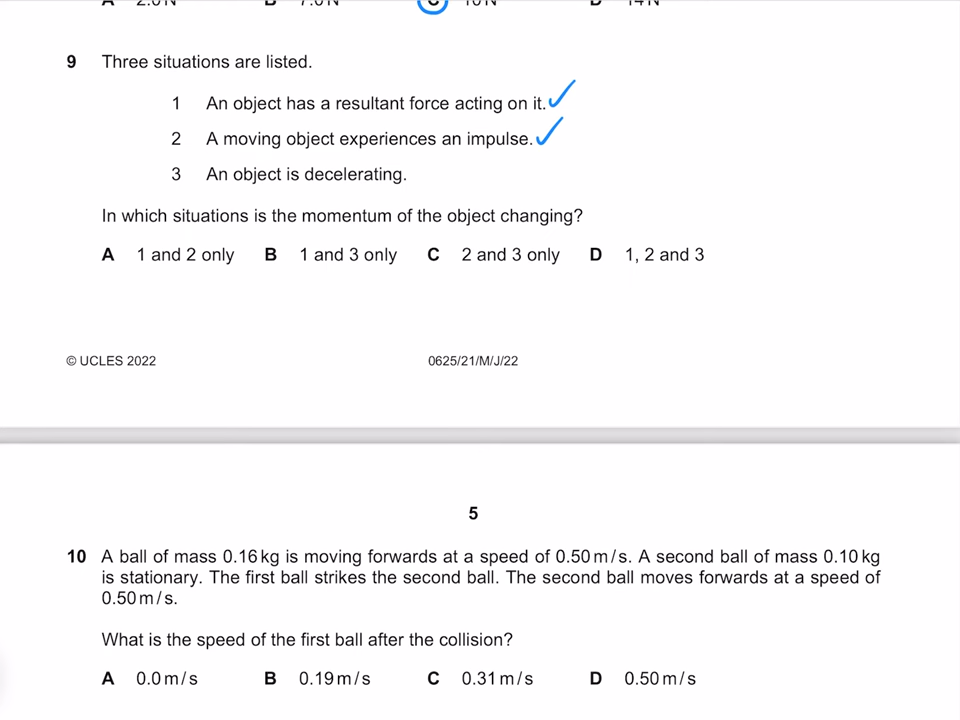 A 2.0 N B 7.0 N C 10 N D 14 N
9 Three situations are listed.
1 An object has a resultant force acting on it.
2 A moving object experiences an impulse.
3 An object is decelerating.
In which situations is the momentum of the object changing?
A 1 and 2 only B 1 and 3 only C 2 and 3 only D 1, 2 and 3
© UCLES 2022 0625/21/M/J/22
5
10 A ball of mass 0.16 kg is moving forwards at a speed of 0.50 m / s. A second ball of mass 0.10 kg
is stationary. The first ball strikes the second ball. The second ball moves forwards at a speed of
0.50 m / s.
What is the speed of the first ball after the collision?
A 0.0 m / s B 0.19 m / s C 0.31 m / s D 0.50 m / s